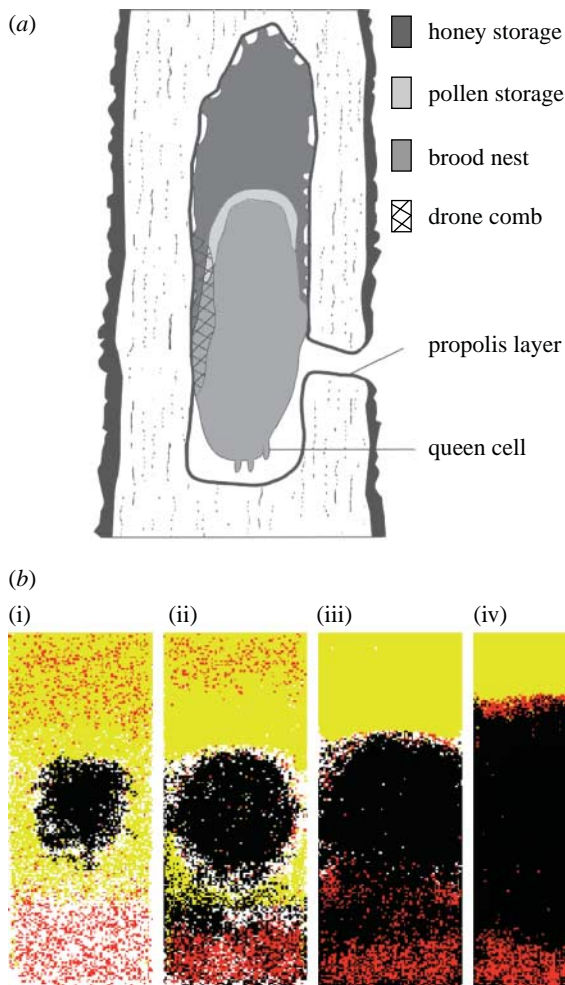 (a)
honey storage
pollen storage
brood nest
drone comb
propolis layer
queen cell
(b)
(i) (ii) (iii) (iv)